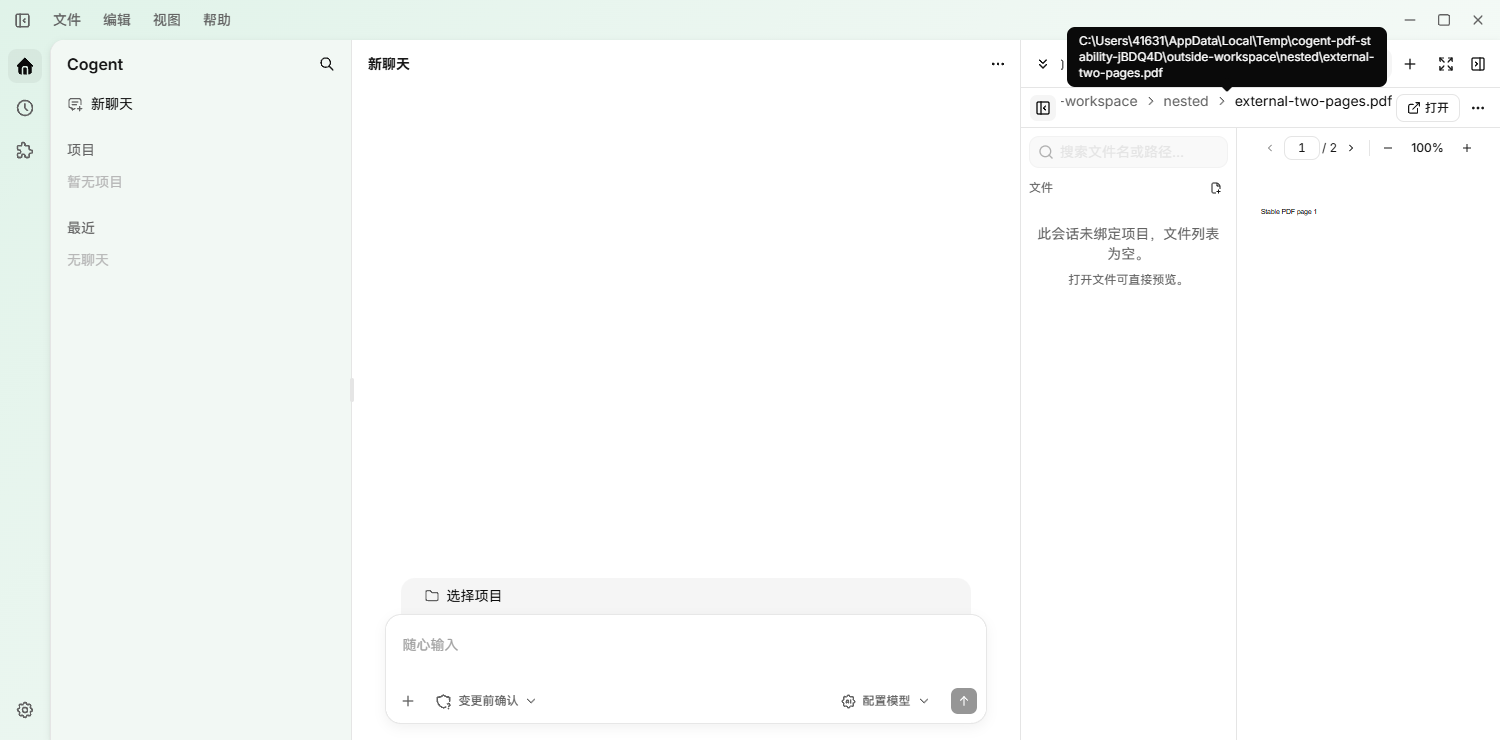 文件 编辑 视图 帮助
Cogent
新聊天
项目
暂无项目
最近
无聊天
新聊天
选择项目
随心输入
变更前确认
配置模型
C:\Users\41631\AppData\Local\Temp\cogent-pdf-st
ability-jBDQ4D\outside-workspace\nested\external-
two-pages.pdf
-workspace > nested > external-two-pages.pdf
打开
搜索文件名或路径...
文件
此会话未绑定项目，文件列表
为空。
打开文件可直接预览。
1 / 2
100%
Stable PDF page 1